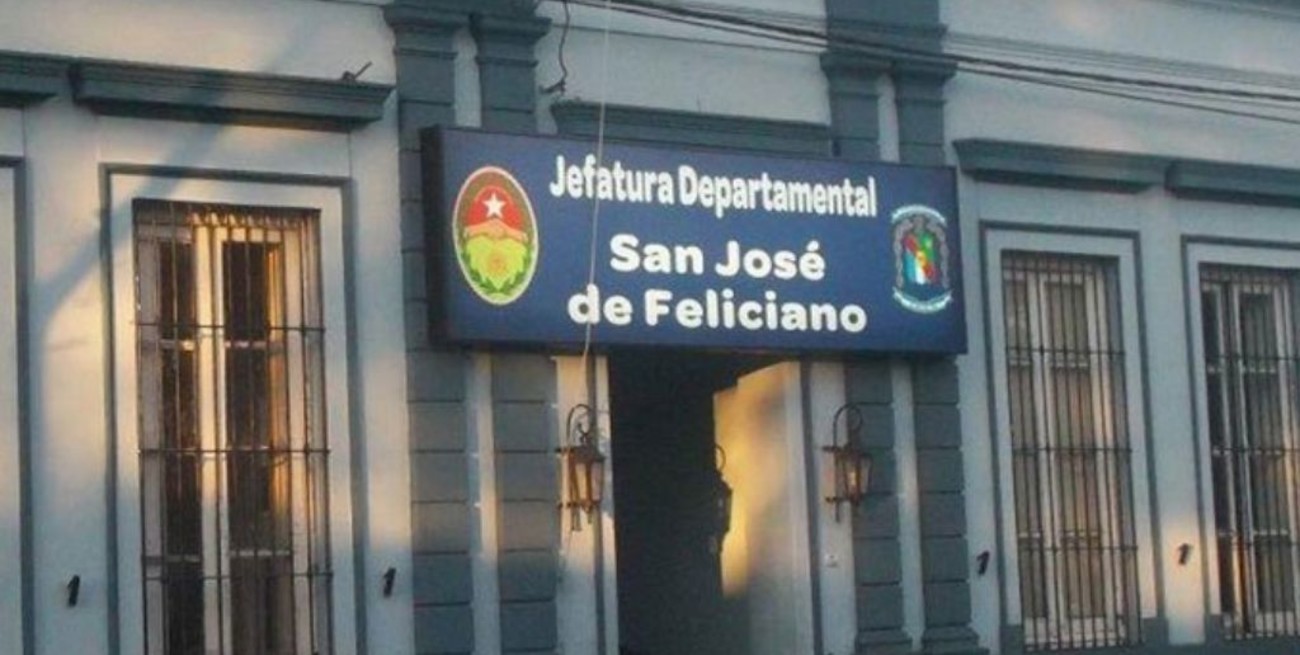 Jefatura Departamental
San José
de Feliciano